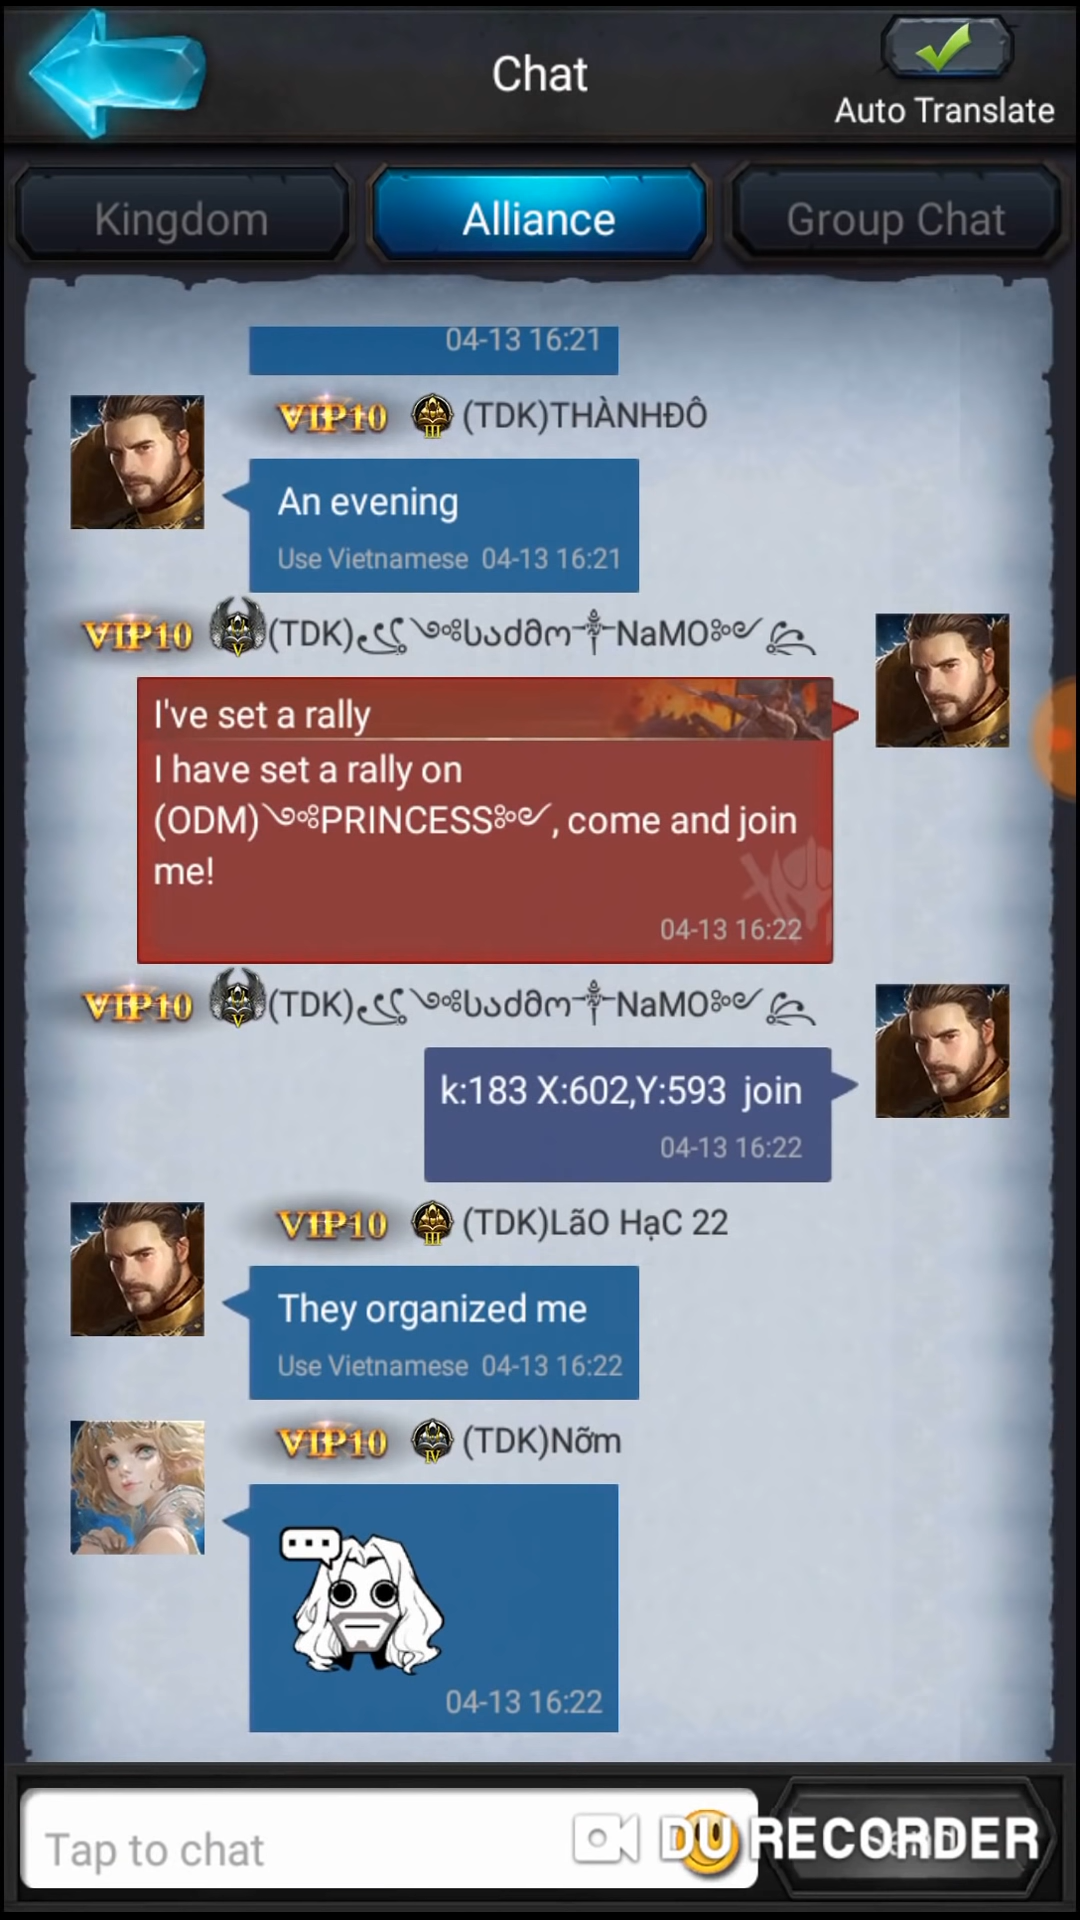 Chat
Auto Translate
Kingdom
Alliance
Group Chat
04-13 16:21
VIP10 III (TDK)THÀNHĐÔ
An evening
Use Vietnamese 04-13 16:21
VIP10 V (TDK) NaMO
I've set a rally
I have set a rally on
(ODM)༺PRINCESS༻, come and join
me!
04-13 16:22
VIP10 V (TDK) NaMO
k:183 X:602,Y:593 join
04-13 16:22
VIP10 III (TDK)LãO HạC 22
They organized me
Use Vietnamese 04-13 16:22
VIP10 IV (TDK)Nỡm
04-13 16:22
Tap to chat
DU RECORDER